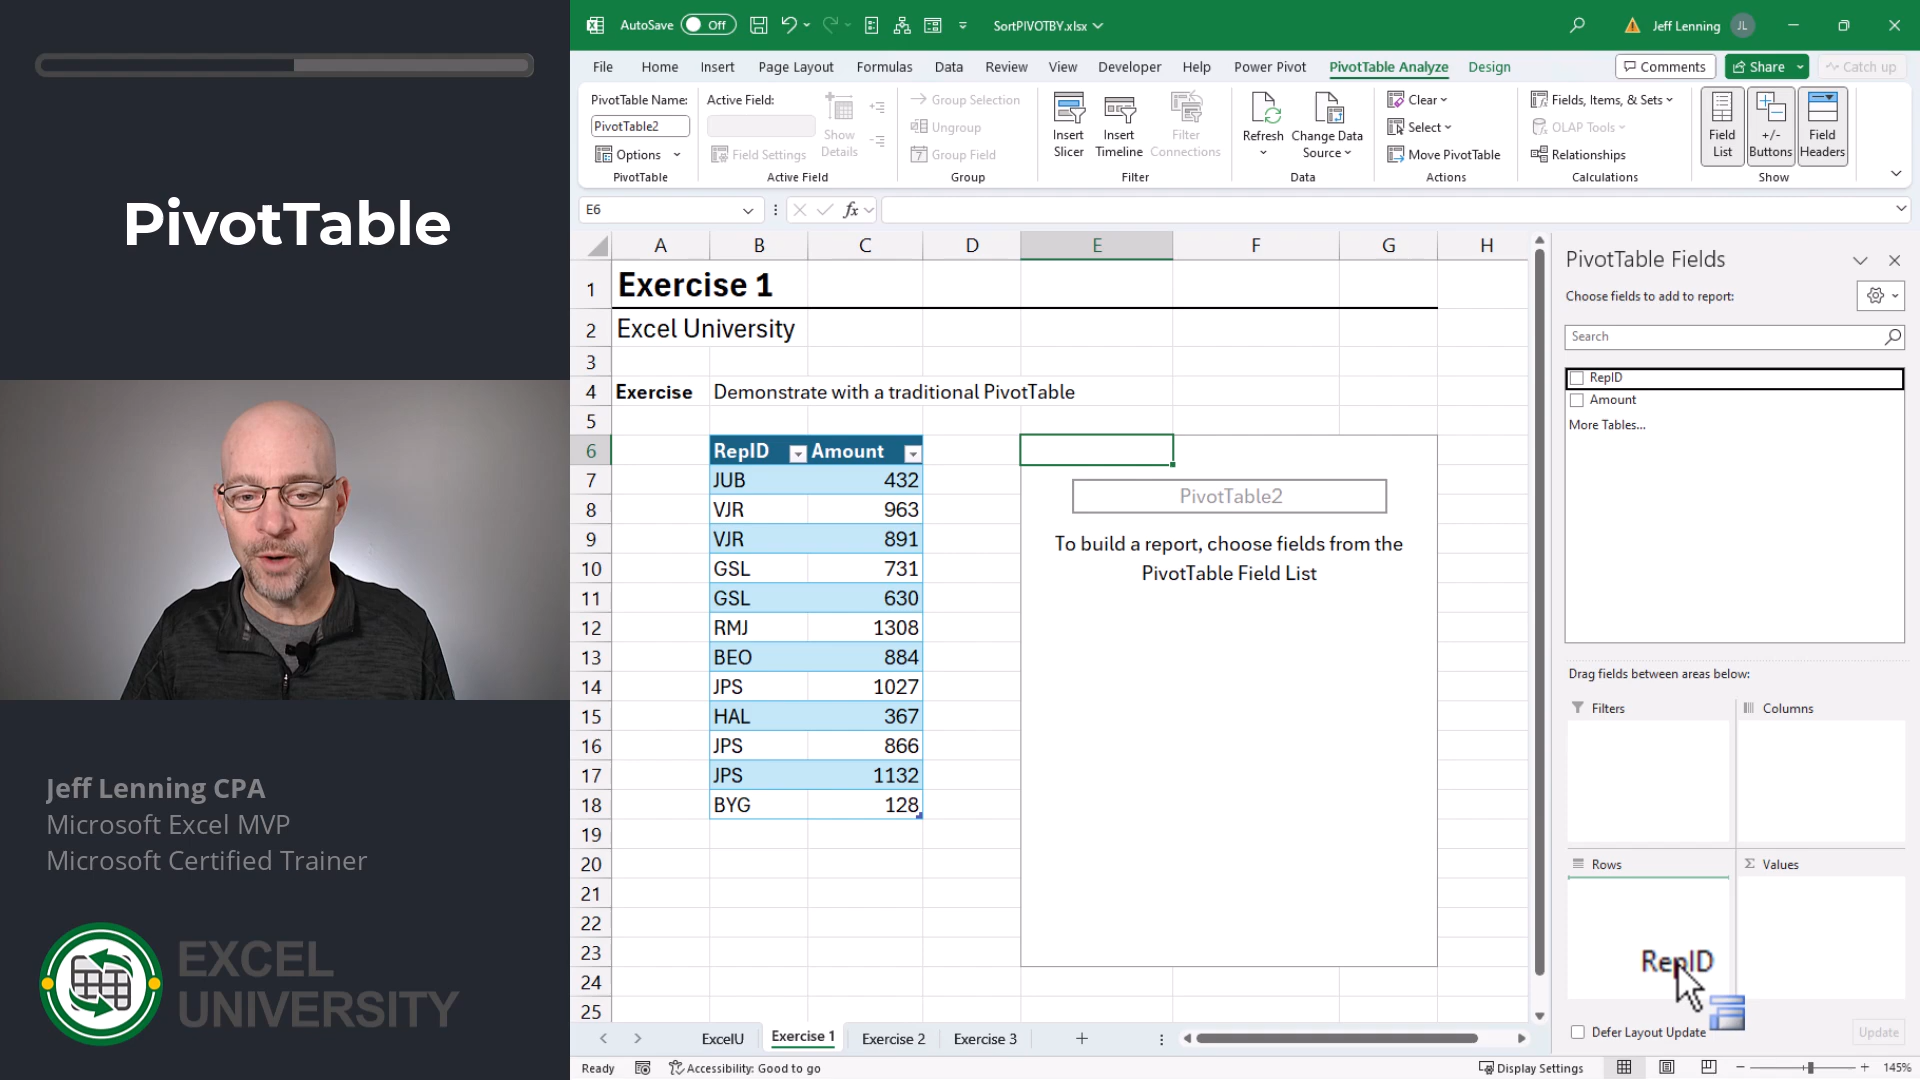 PivotTable
Jeff Lenning CPA
Microsoft Excel MVP
Microsoft Certified Trainer
EXCEL
UNIVERSITY
AutoSave Off SortPIVOTBY.xlsx Jeff Lenning JL
File Home Insert Page Layout Formulas Data Review View Developer Help Power Pivot PivotTable Analyze Design Comments Share Catch up
PivotTable Name:
PivotTable2
Options
PivotTable
Active Field:
Field Settings
Show
Details
Active Field
Group Selection
Ungroup
Group Field
Group
Insert
Slicer
Insert
Timeline
Filter
Connections
Filter
Refresh
Change Data
Source
Data
Clear
Select
Move PivotTable
Actions
Fields, Items, & Sets
OLAP Tools
Relationships
Calculations
Field
List
+/-
Buttons
Field
Headers
Show
E6 fx
A B C D E F G H
1 Exercise 1
2 Excel University
3
4 Exercise Demonstrate with a traditional PivotTable
5
6 RepID Amount
7 JUB 432
8 VJR 963
9 VJR 891
10 GSL 731
11 GSL 630
12 RMJ 1308
13 BEO 884
14 JPS 1027
15 HAL 367
16 JPS 866
17 JPS 1132
18 BYG 128
19
20
21
22
23
24
25
PivotTable2
To build a report, choose fields from the
PivotTable Field List
PivotTable Fields
Choose fields to add to report:
Search
RepID
Amount
More Tables...
Drag fields between areas below:
Filters
Columns
Rows
Values
RepID
Defer Layout Update Update
ExcelU Exercise 1 Exercise 2 Exercise 3
Ready Accessibility: Good to go Display Settings 145%